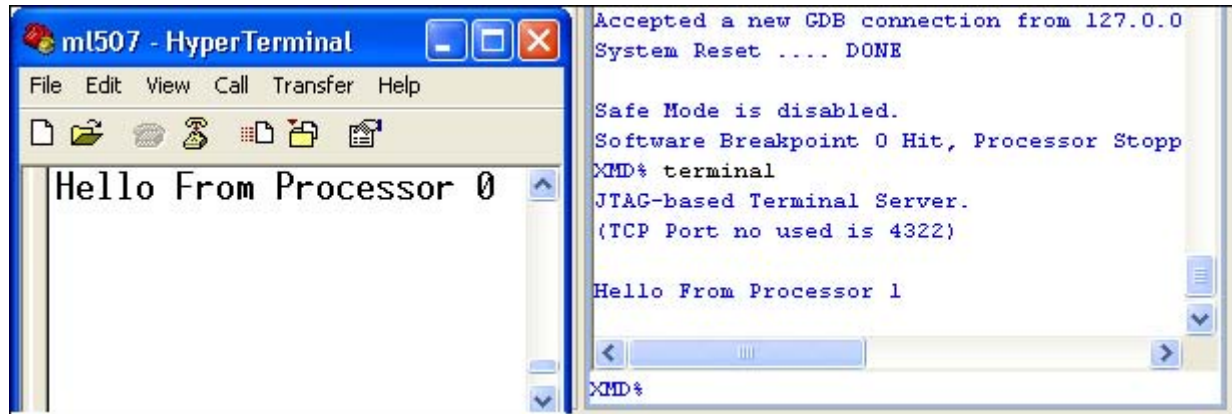 ml507 - HyperTerminal
File Edit View Call Transfer Help
Hello From Processor 0
Accepted a new GDB connection from 127.0.0
System Reset .... DONE
Safe Mode is disabled.
Software Breakpoint 0 Hit, Processor Stopp
XMD% terminal
JTAG-based Terminal Server.
(TCP Port no used is 4322)
Hello From Processor 1
XMD%